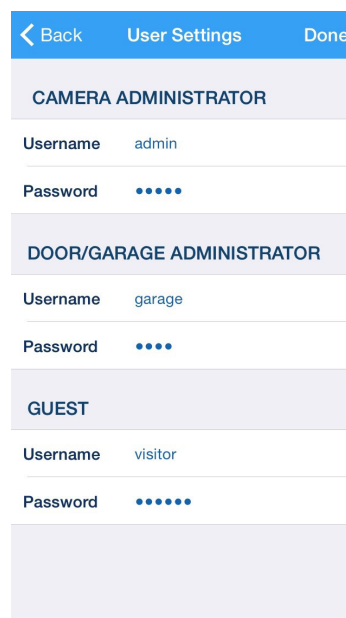 Back User Settings Done
CAMERA ADMINISTRATOR
Username admin
Password •••••
DOOR/GARAGE ADMINISTRATOR
Username garage
Password ••••
GUEST
Username visitor
Password ••••••